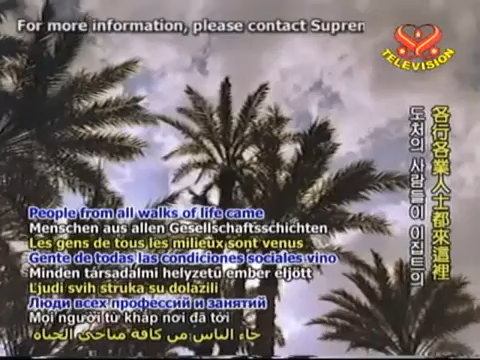 For more information, please contact Suprem
TELEVISION
各行各業人士都來這裡
도처의 사람들이 이집트의
People from all walks of life came
Menschen aus allen Gesellschaftsschichten
Les gens de tous les milieux sont venus
Gente de todas las condiciones sociales vino
Minden társadalmi helyzetű ember eljött
Ljudi svih struka su dolazili
Люди всех профессий и занятий
Mọi người từ khắp nơi đã tới
جاء الناس من كافة مناحي الحياة